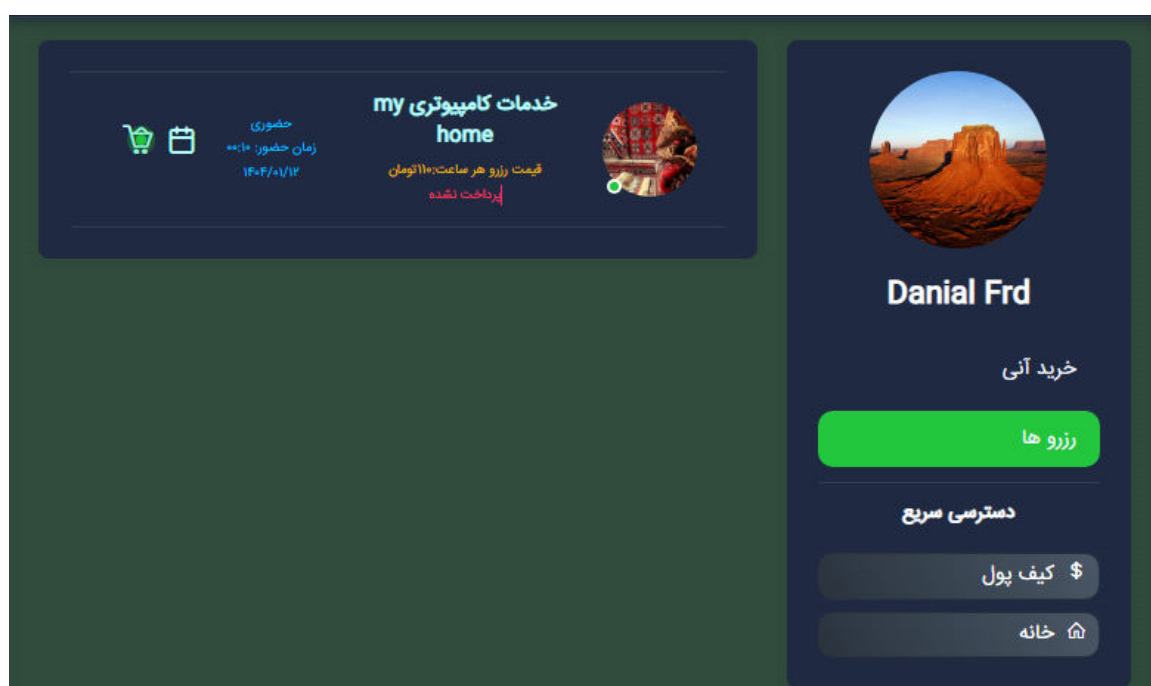 Danial Frd
خرید آنی
رزرو ها
دسترسی سریع
$ کیف پول
خانه
خدمات کامپیوتری my
home
قیمت رزرو هر ساعت:۱۱۰تومان
پرداخت نشده
حضوری
زمان حضور: ۱۰:۰۰
۱۴۰۴/۰۱/۱۲